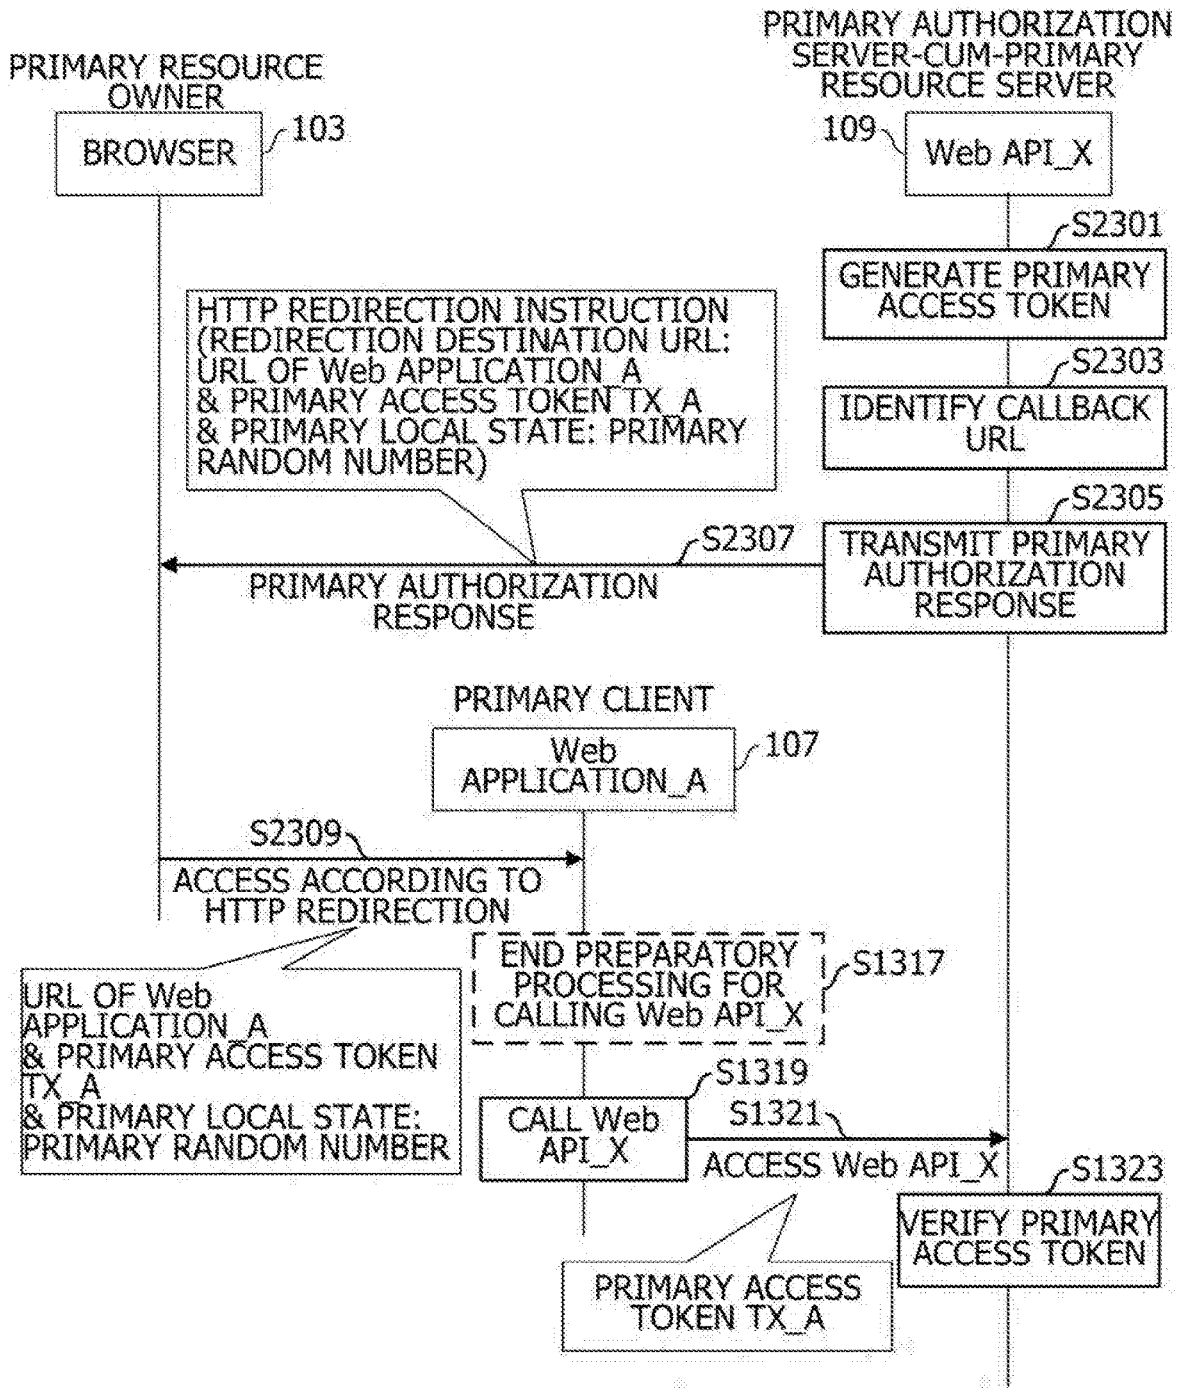 PRIMARY AUTHORIZATION
SERVER-CUM-PRIMARY
RESOURCE SERVER
PRIMARY RESOURCE
OWNER
BROWSER
103
109
Web API_X
S2301
GENERATE PRIMARY
ACCESS TOKEN
HTTP REDIRECTION INSTRUCTION
(REDIRECTION DESTINATION URL:
URL OF Web APPLICATION_A
& PRIMARY ACCESS TOKEN TX_A
& PRIMARY LOCAL STATE: PRIMARY
RANDOM NUMBER)
S2303
IDENTIFY CALLBACK
URL
S2305
TRANSMIT PRIMARY
AUTHORIZATION
RESPONSE
S2307
PRIMARY AUTHORIZATION
RESPONSE
PRIMARY CLIENT
Web
APPLICATION_A
107
S2309
ACCESS ACCORDING TO
HTTP REDIRECTION
URL OF Web
APPLICATION_A
& PRIMARY ACCESS TOKEN
TX_A
& PRIMARY LOCAL STATE:
PRIMARY RANDOM NUMBER
END PREPARATORY
PROCESSING FOR
CALLING Web API_X
S1317
S1319
CALL Web
API_X
S1321
ACCESS Web API_X
PRIMARY ACCESS
TOKEN TX_A
S1323
VERIFY PRIMARY
ACCESS TOKEN